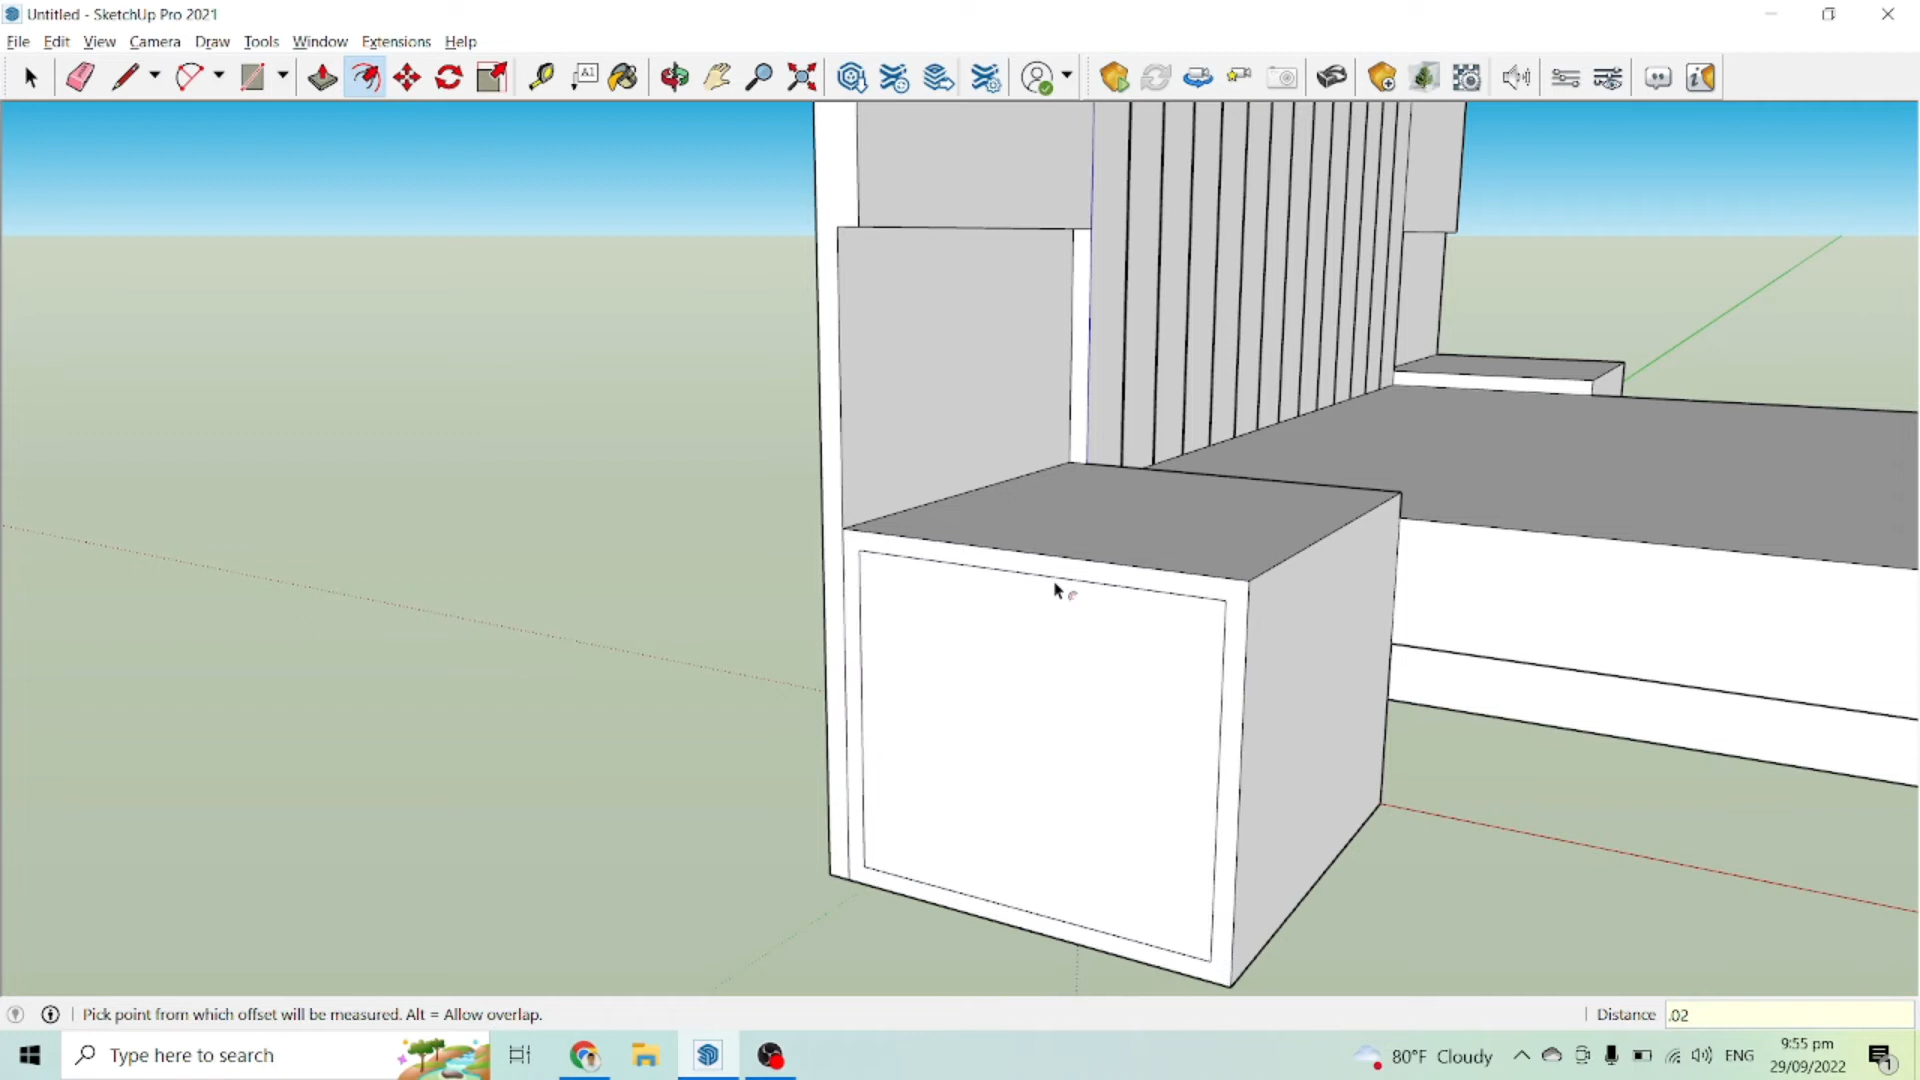 Untitled - SketchUp Pro 2021
File Edit View Camera Draw Tools Window Extensions Help
A1
Pick point from which offset will be measured. Alt = Allow overlap.
Distance .02
Type here to search
80°F Cloudy
ENG
9:55 pm
29/09/2022
1